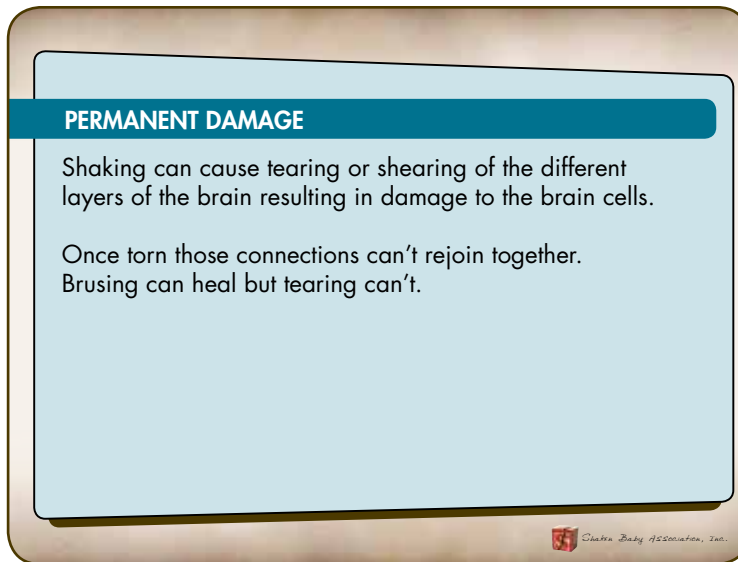 PERMANENT DAMAGE
Shaking can cause tearing or shearing of the different
layers of the brain resulting in damage to the brain cells.
Once torn those connections can't rejoin together.
Brusing can heal but tearing can't.
Shaken Baby Association, Inc.